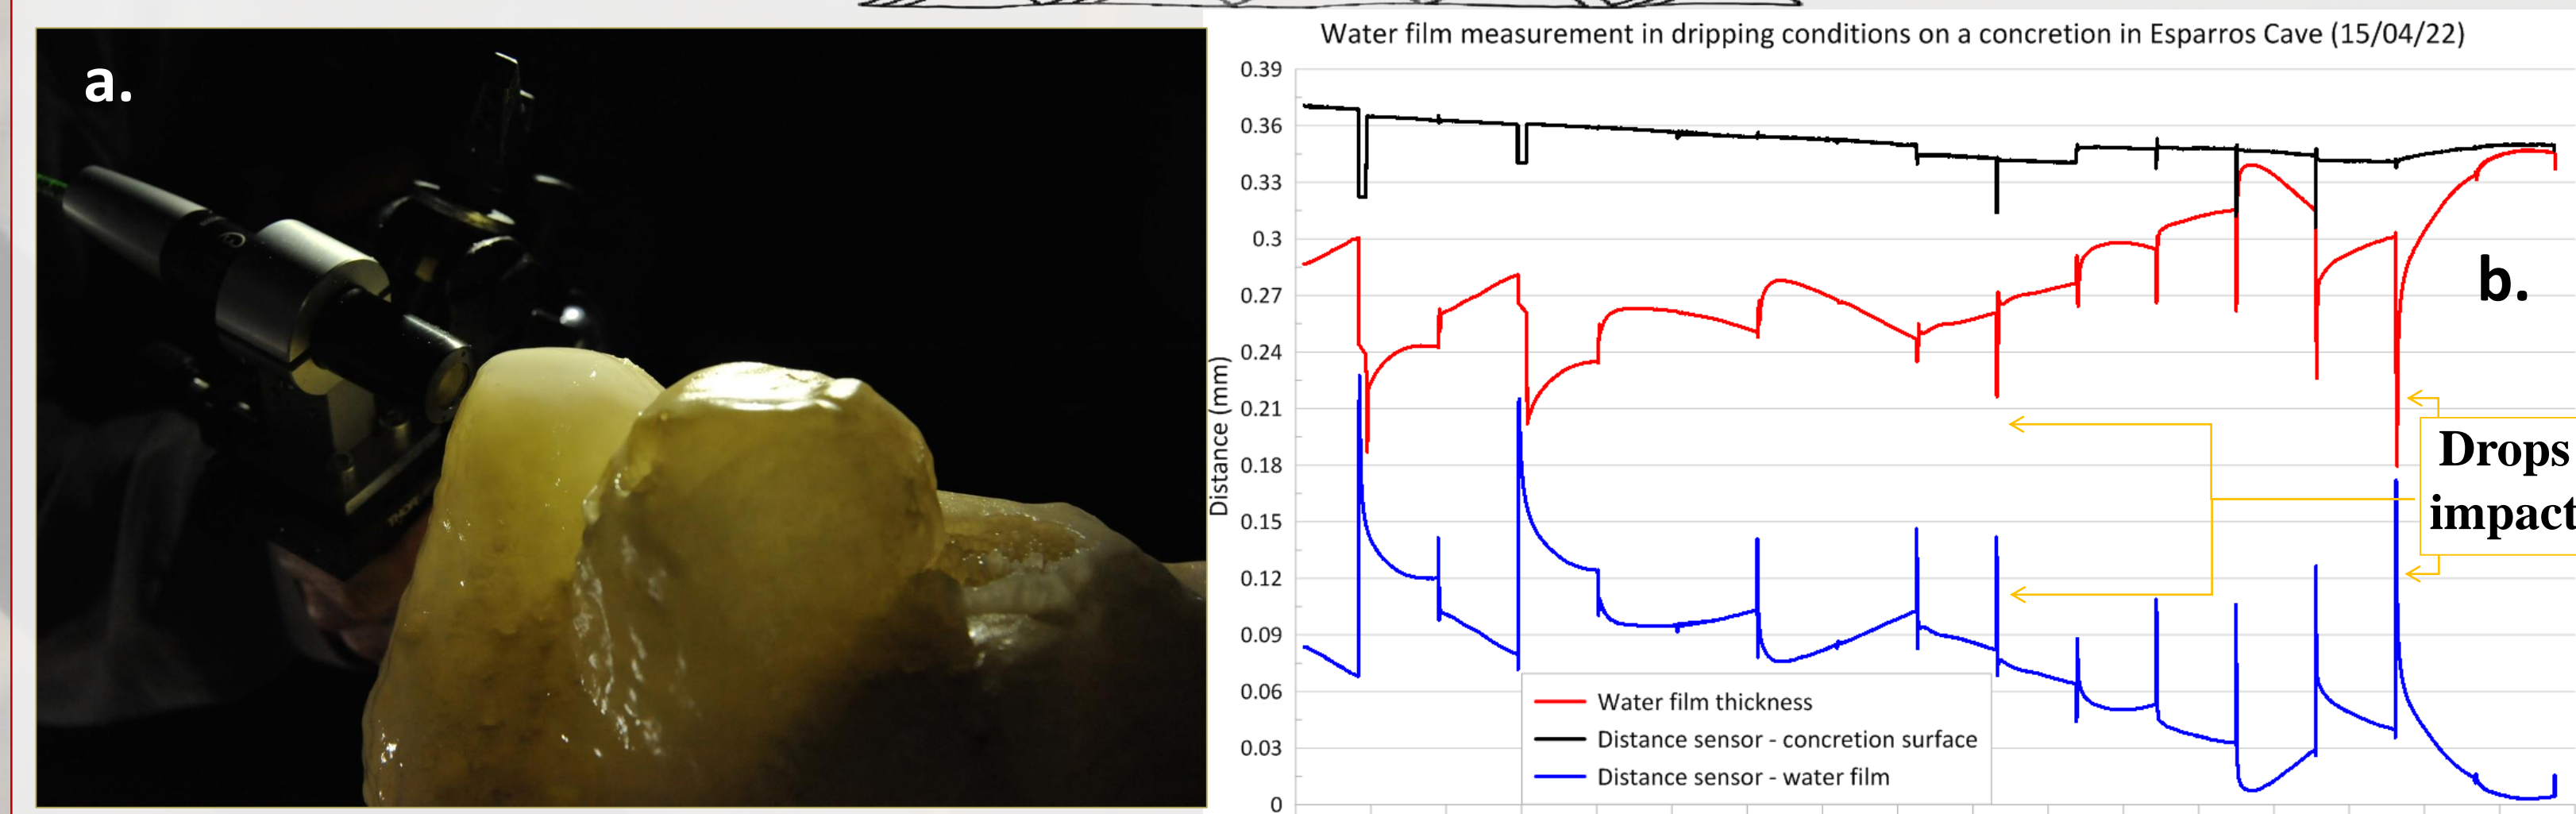 a.
Water film measurement in dripping conditions on a concretion in Esparros Cave (15/04/22)
0.39
0.36
0.33
0.3
0.27
0.24
0.21
0.18
0.15
0.12
0.09
0.06
0.03
0
Distance (mm)
b.
Drops
impact
Water film thickness
Distance sensor - concretion surface
Distance sensor - water film